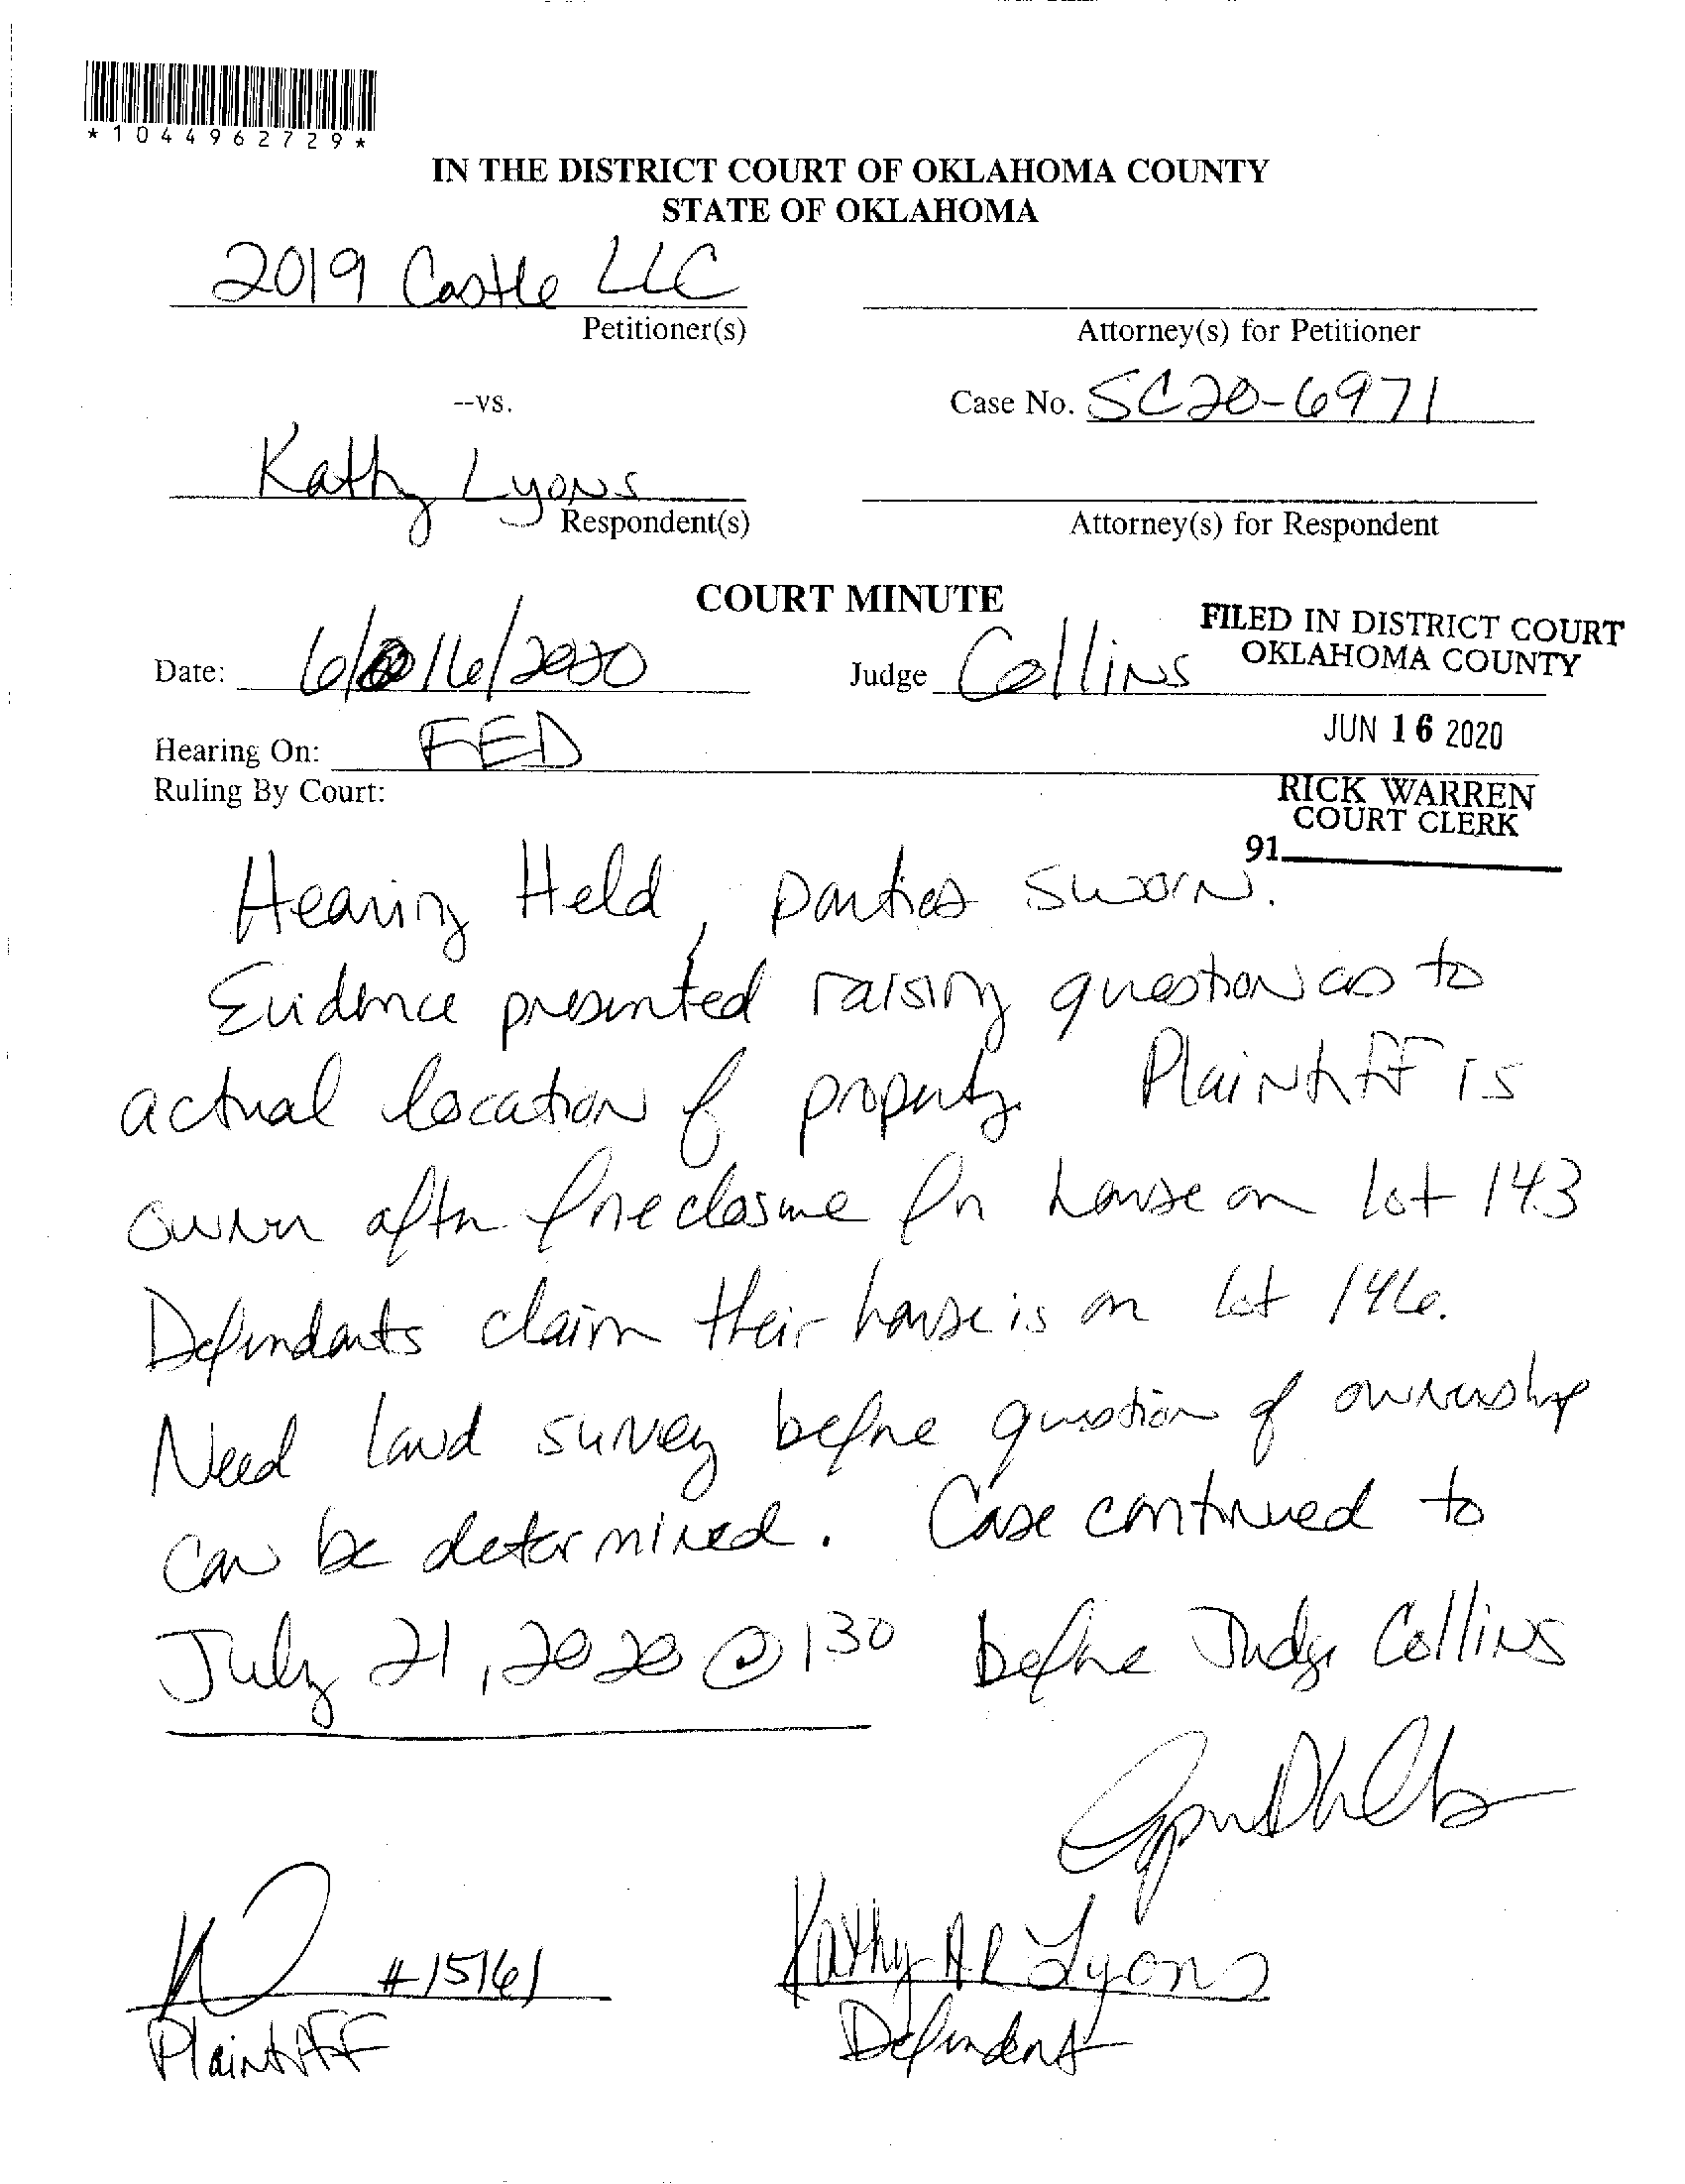 *1044962729*
IN THE DISTRICT COURT OF OKLAHOMA COUNTY
STATE OF OKLAHOMA
2019 Castle LLC
Petitioner(s)
Attorney(s) for Petitioner
--vs.
Case No. SC20-6971
Kathy Lyons
Respondent(s)
Attorney(s) for Respondent
COURT MINUTE
FILED IN DISTRICT COURT
OKLAHOMA COUNTY
Date: 6/16/2020
Judge Collins
JUN 16 2020
Hearing On: FED
Ruling By Court:
RICK WARREN
COURT CLERK
91
Hearing Held, parties sworn.
Evidence presented raising question as to
actual location of property. Plaintiff is
owner after foreclosure for house on lot 143
Defendants claim their house is on lot 146.
Need land survey before question of ownership
can be determined. Case continued to
July 21, 2020 @ 130 before Judge Collins
#15161
Kathy AR Lyons
Plaintiff
Defendant